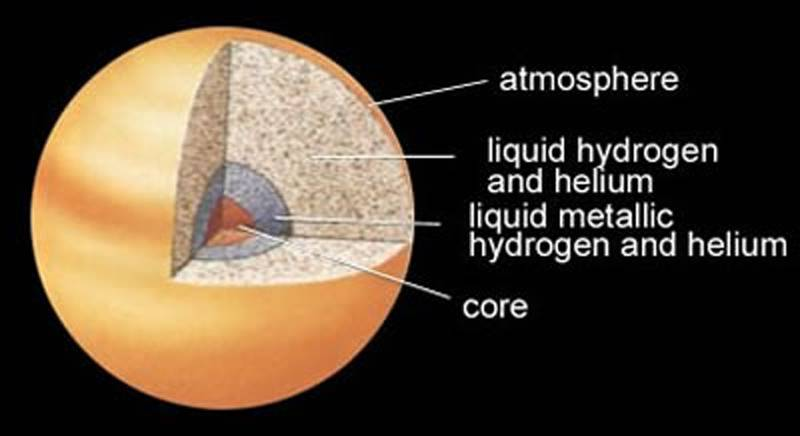 atmosphere
liquid hydrogen
and helium
liquid metallic
hydrogen and helium
core